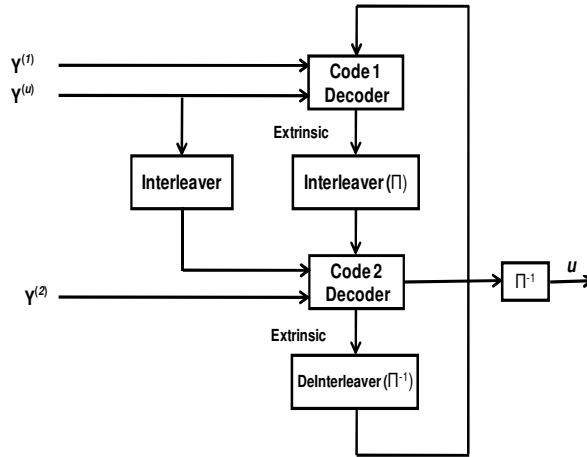 Y(1)
Y(u)
Code 1
Decoder
Extrinsic
Interleaver
Interleaver (Π)
Code 2
Decoder
Π-1
u
Y(2)
Extrinsic
DeInterleaver (Π-1)